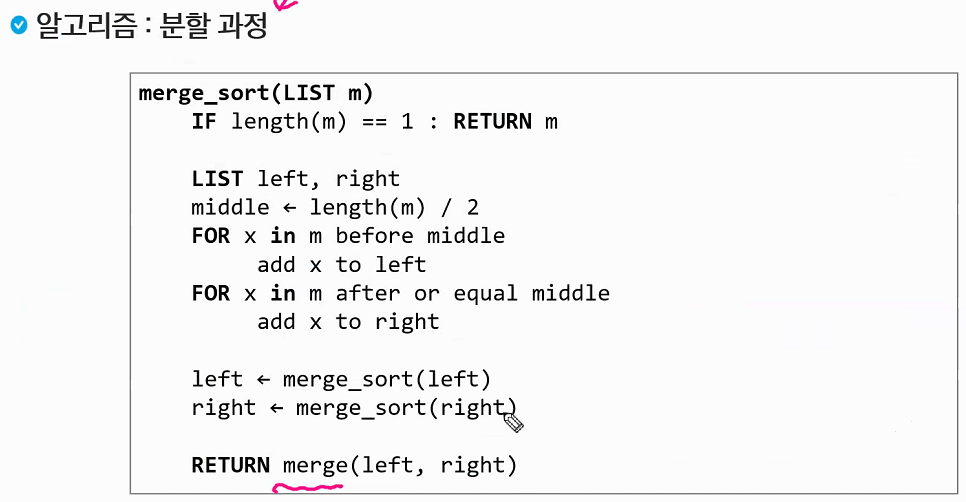 알고리즘 : 분할 과정
merge_sort(LIST m)
IF length(m) == 1 : RETURN m
LIST left, right
middle ← length(m) / 2
FOR x in m before middle
add x to left
FOR x in m after or equal middle
add x to right
left ← merge_sort(left)
right ← merge_sort(right)
RETURN merge(left, right)